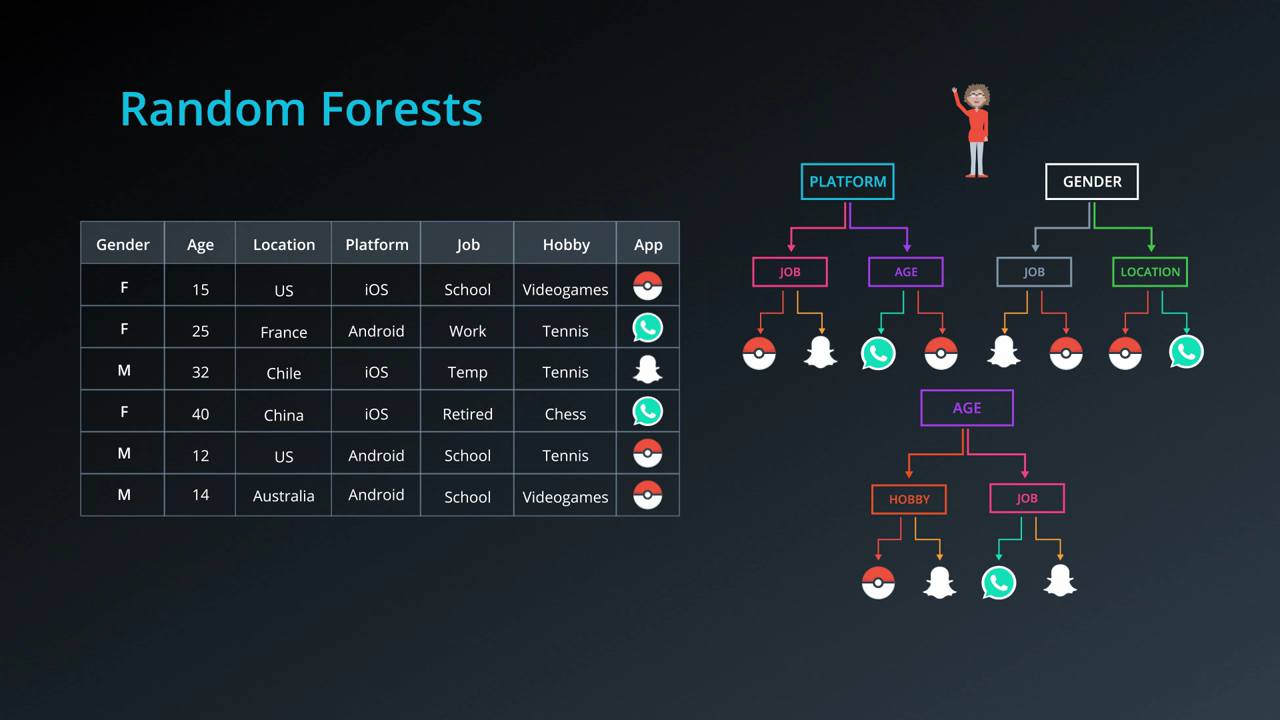 Random Forests
Gender Age Location Platform Job Hobby App
F 15 US iOS School Videogames
F 25 France Android Work Tennis
M 32 Chile iOS Temp Tennis
F 40 China iOS Retired Chess
M 12 US Android School Tennis
M 14 Australia Android School Videogames
PLATFORM GENDER
JOB AGE JOB LOCATION
AGE
HOBBY JOB